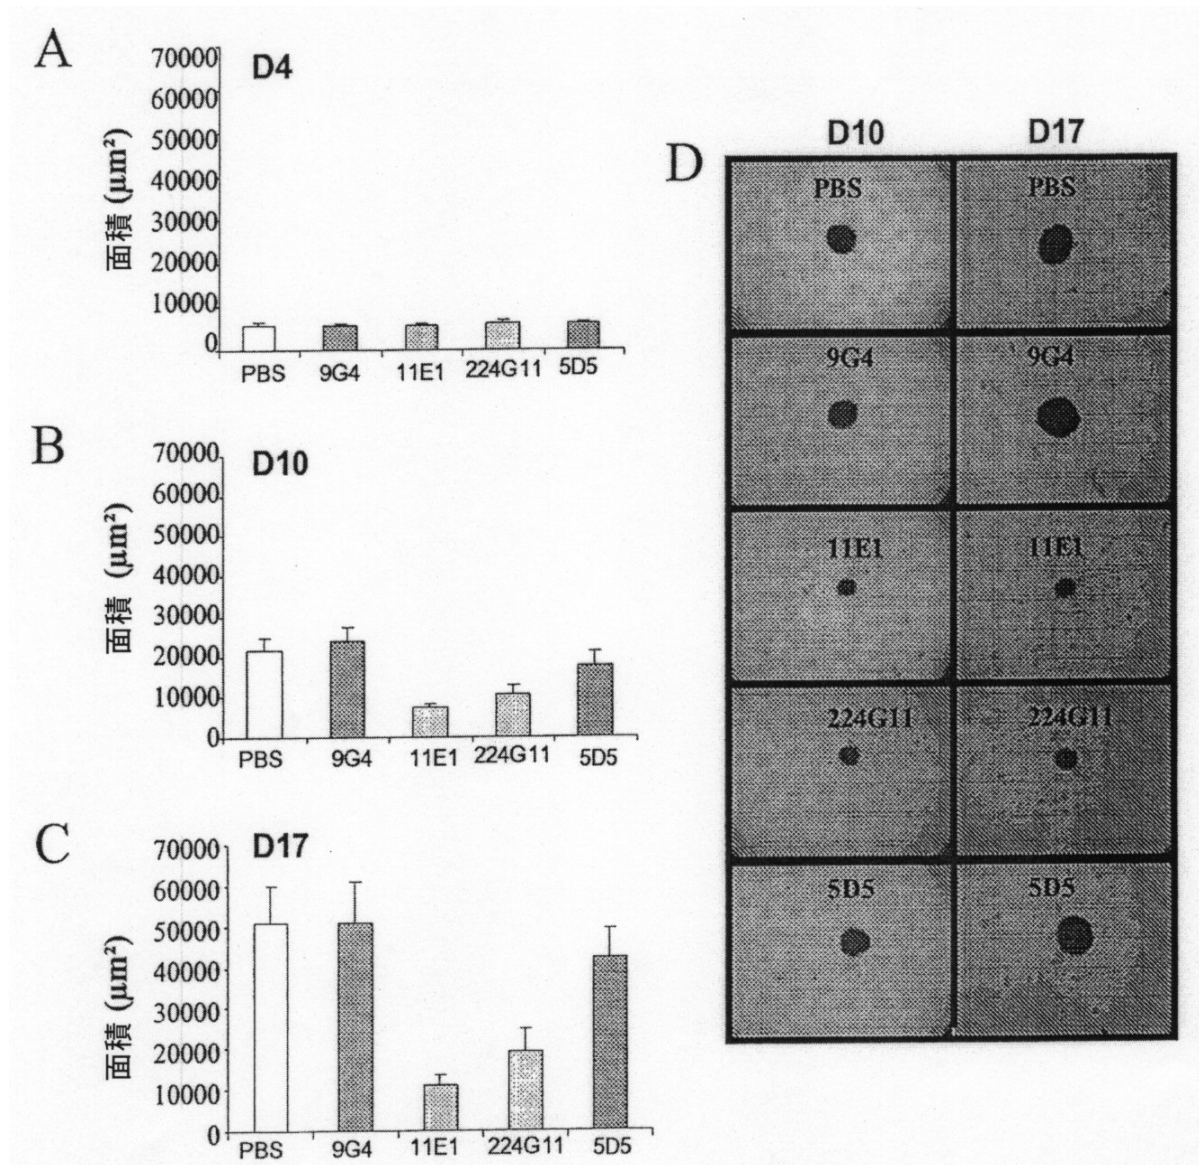 A
D4
面積 (μm²)
70000
60000
50000
40000
30000
20000
10000
0
PBS 9G4 11E1 224G11 5D5
B
D10
面積 (μm²)
70000
60000
50000
40000
30000
20000
10000
0
PBS 9G4 11E1 224G11 5D5
C
D17
面積 (μm²)
70000
60000
50000
40000
30000
20000
10000
0
PBS 9G4 11E1 224G11 5D5
D
D10 D17
PBS PBS
9G4 9G4
11E1 11E1
224G11 224G11
5D5 5D5